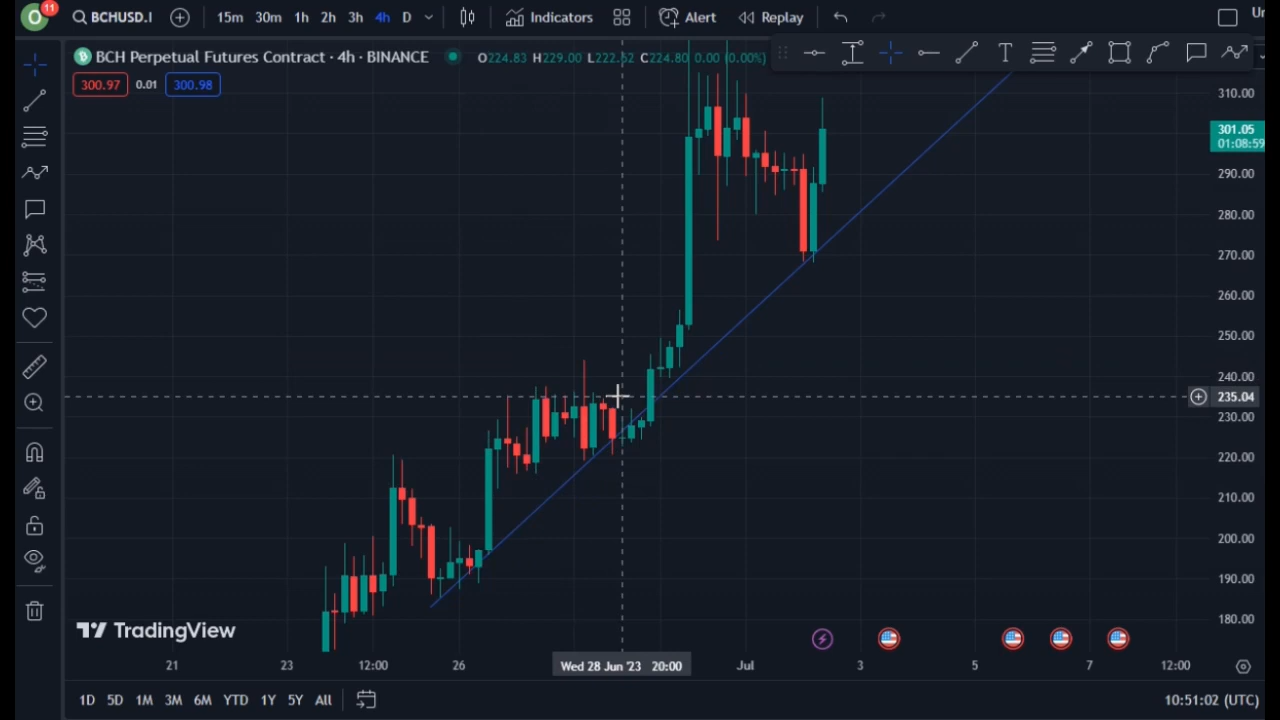 O
11
BCHUSD.I
15m 30m 1h 2h 3h 4h D
Indicators
Alert
Replay
Un
BCH Perpetual Futures Contract · 4h · BINANCE
O224.83 H229.00 L222.52 C224.80 0.00 (0.00%)
300.97 0.01 300.98
T
310.00
301.05
01:08:59
290.00
280.00
270.00
260.00
250.00
240.00
235.04
230.00
220.00
210.00
200.00
190.00
180.00
TradingView
21 23 12:00 26 Wed 28 Jun '23 20:00 Jul 3 5 7 12:00
1D 5D 1M 3M 6M YTD 1Y 5Y All
10:51:02 (UTC)